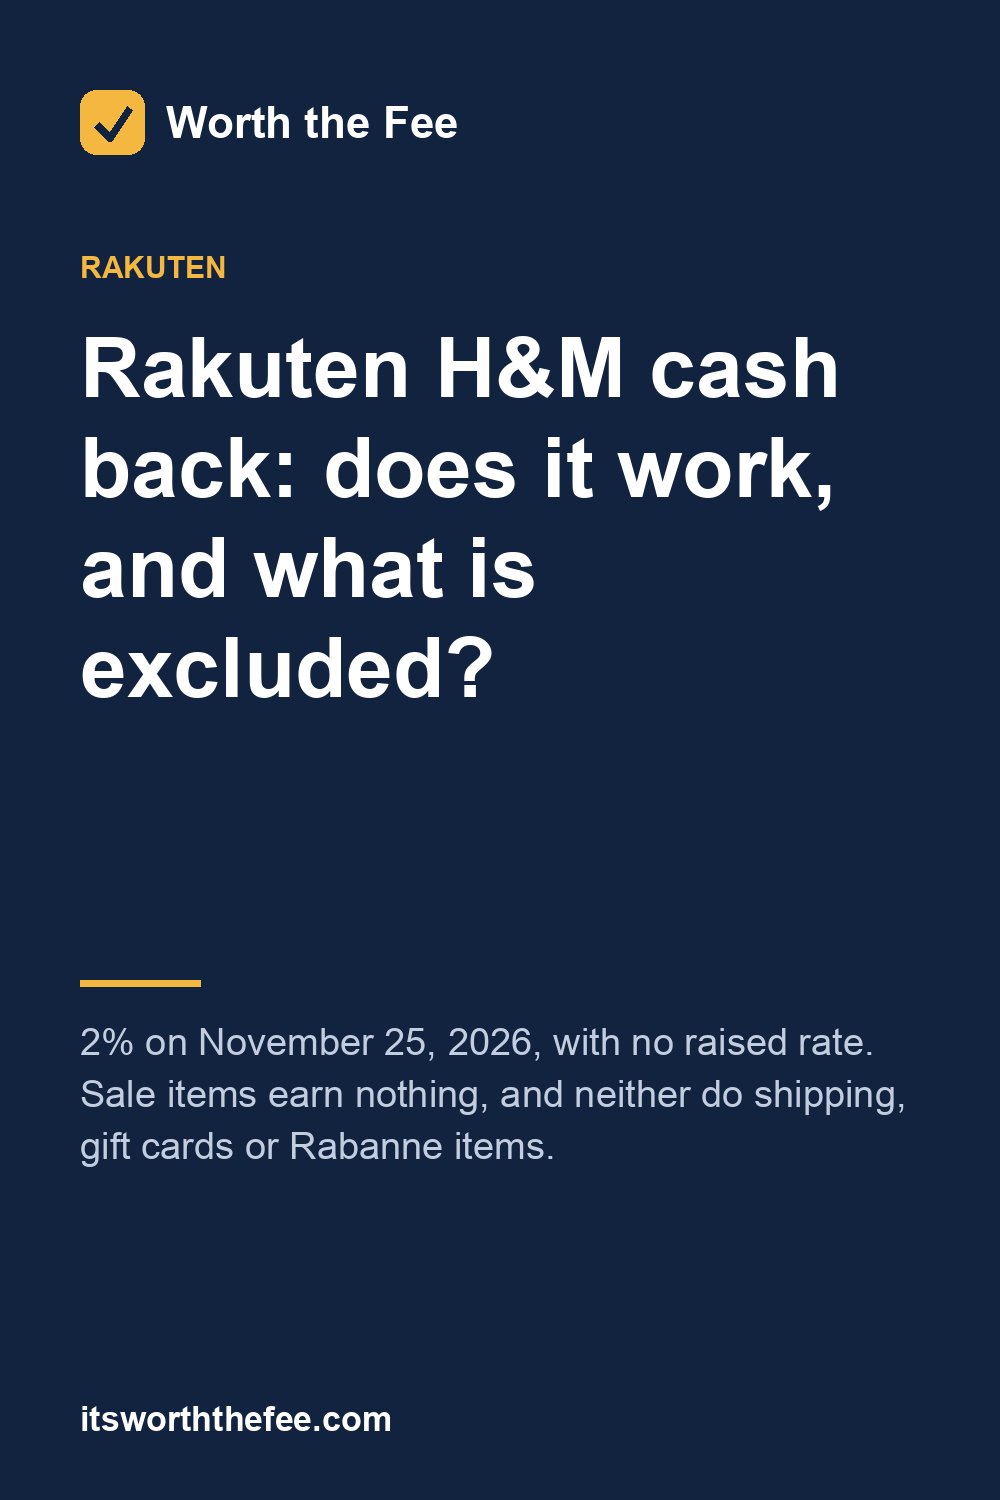 Worth the Fee
RAKUTEN
Rakuten H&M cash
back: does it work,
and what is
excluded?
2% on November 25, 2026, with no raised rate.
Sale items earn nothing, and neither do shipping,
gift cards or Rabanne items.
itsworththefee.com